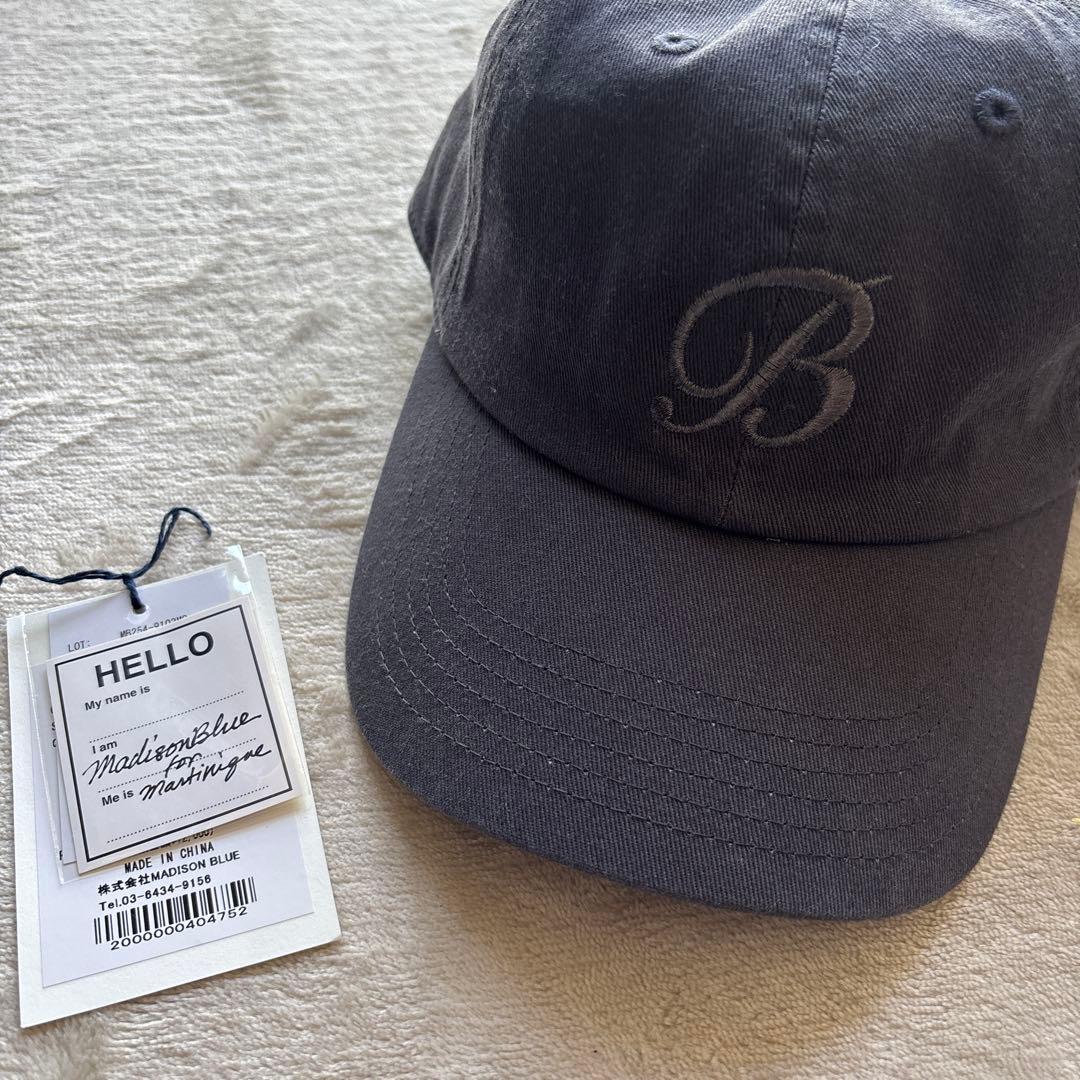 B
LOT:
HELLO
My name is
I am
MadisonBlue
for
Me is Martinique
MADE IN CHINA
株式会社MADISON BLUE
Tel.03-6434-9156
2000000404752